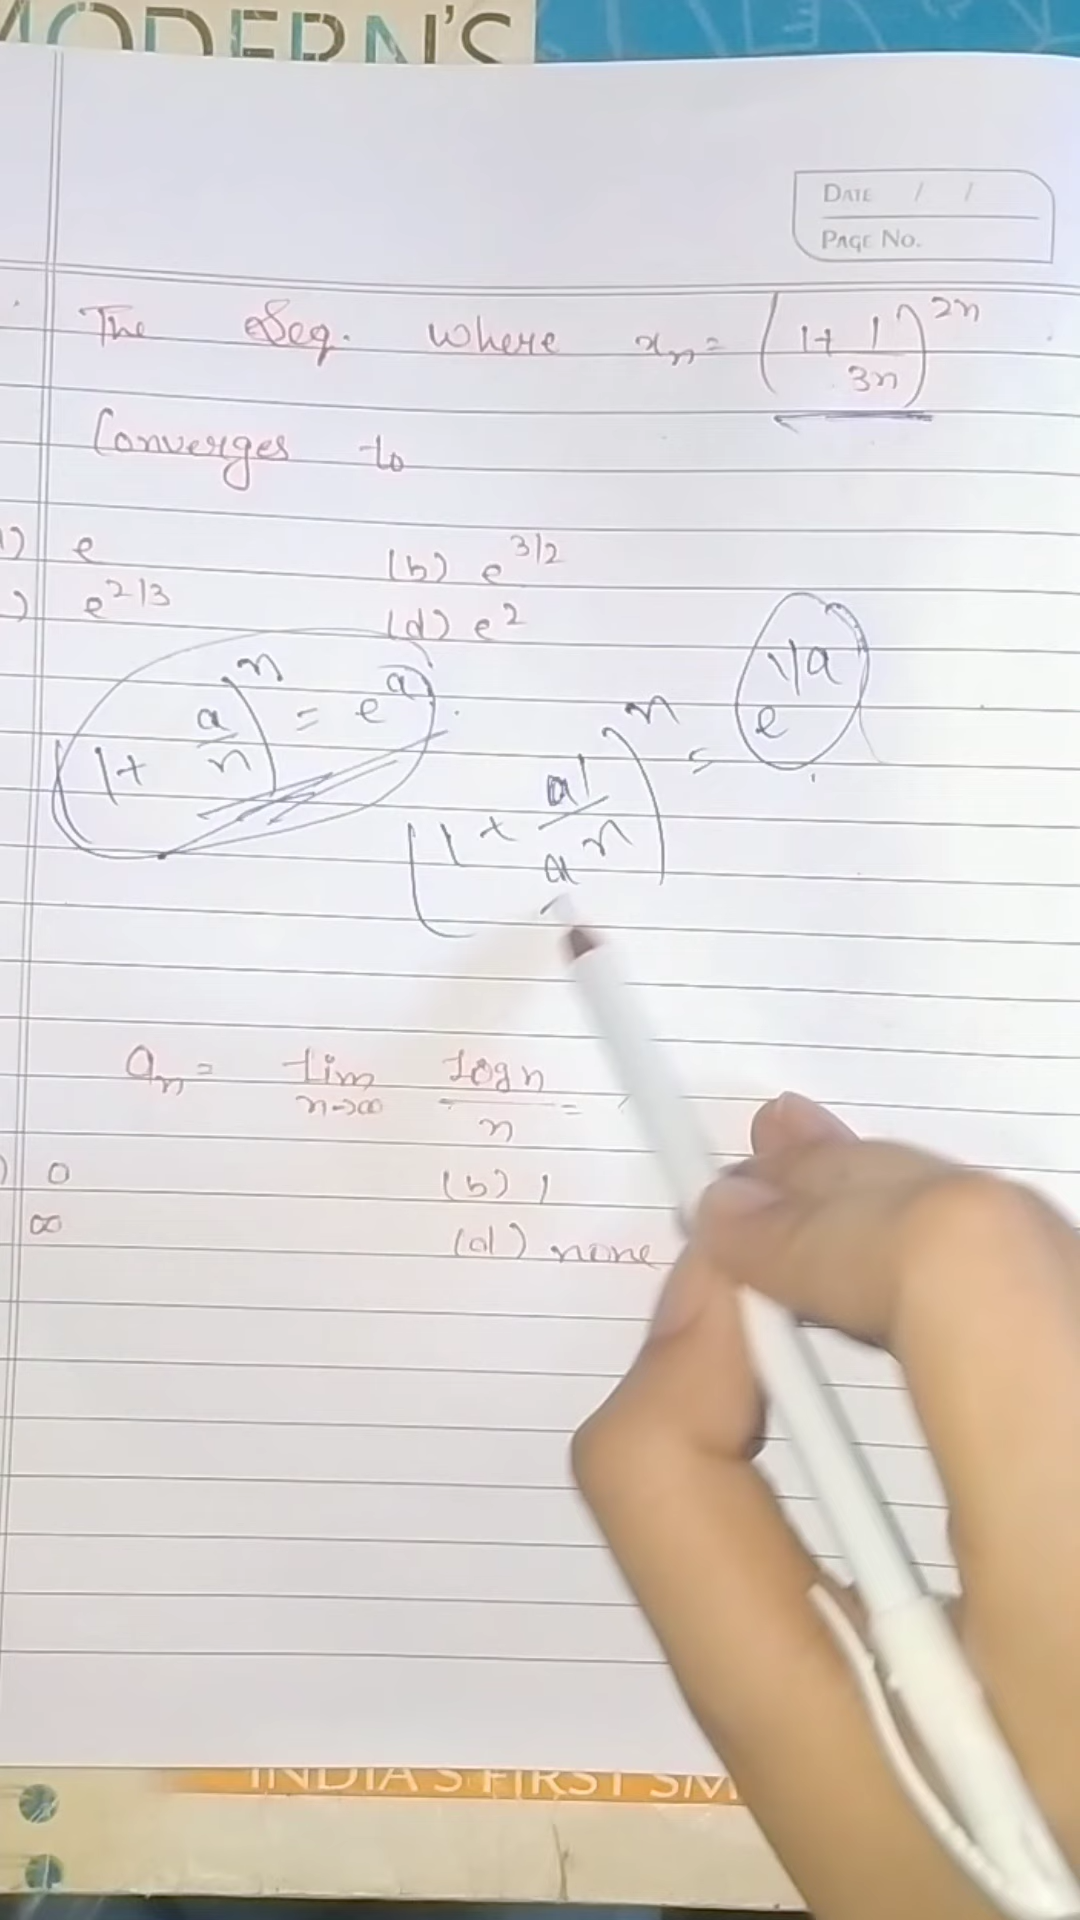 MODERN'S
DATE / /
PAGE NO.
The Seq. where xₙ = (1+ 1/3n)^2n
Converges to
) e (b) e^3/2
) e^2/3 (d) e^2
(1+ a/n)^n = e^a
(1+ 1/an)^n = e^1/a
aₙ = lim n→∞ log n/n =
) 0 (b) 1
∞ (d) none
INDIA'S FIRST SM